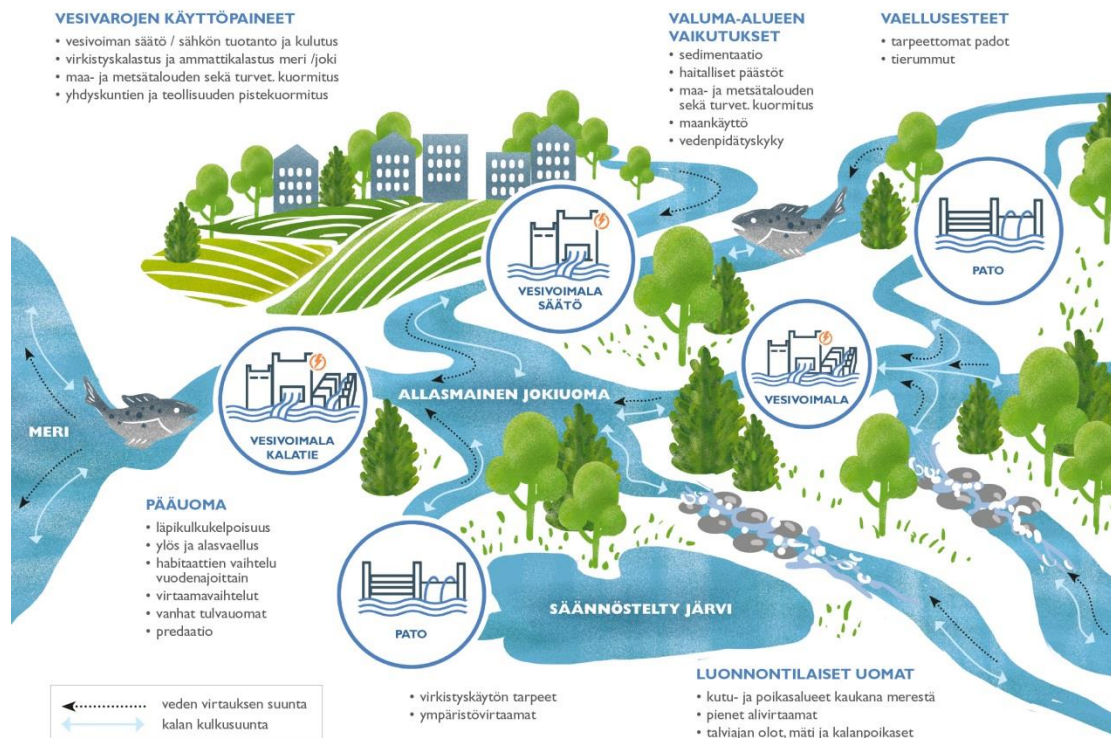 VESIVAROJEN KÄYTTÖPAINEET
• vesivoiman säätö / sähkön tuotanto ja kulutus
• virkistyskalastus ja ammattikalastus meri /joki
• maa- ja metsätalouden sekä turvet. kuormitus
• yhdyskuntien ja teollisuuden pistekuormitus
VALUMA-ALUEEN
VAIKUTUKSET
• sedimentaatio
• haitalliset päästöt
• maa- ja metsätalouden
sekä turvet. kuormitus
• maankäyttö
• vedenpidätyskyky
VAELLUSESTEET
• tarpeettomat padot
• tierummut
VESIVOIMALA
SÄÄTÖ
PATO
VESIVOIMALA
KALATIE
ALLASMAINEN JOKIUOMA
VESIVOIMALA
MERI
PÄÄUOMA
• läpikulkukelpoisuus
• ylös ja alasvaellus
• habitaattien vaihtelu
vuodenajoittain
• virtaamavaihtelut
• vanhat tulvauomat
• predaatio
PATO
SÄÄNNÖSTELTY JÄRVI
• virkistyskäytön tarpeet
• ympäristövirtaamat
LUONNONTILAISET UOMAT
• kutu- ja poikasalueet kaukana merestä
• pienet alivirtaamat
• talviajan olot, mäti ja kalanpoikaset
veden virtauksen suunta
kalan kulkusuunta